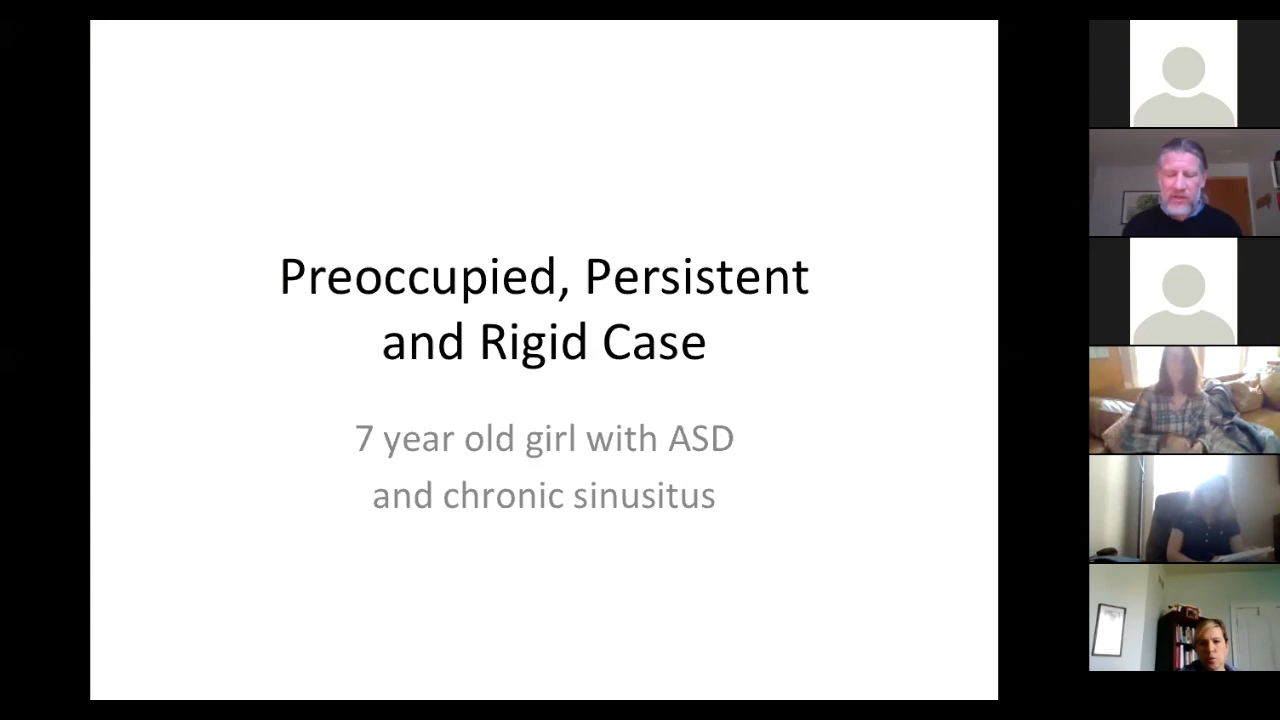 Preoccupied, Persistent
and Rigid Case
7 year old girl with ASD
and chronic sinusitus